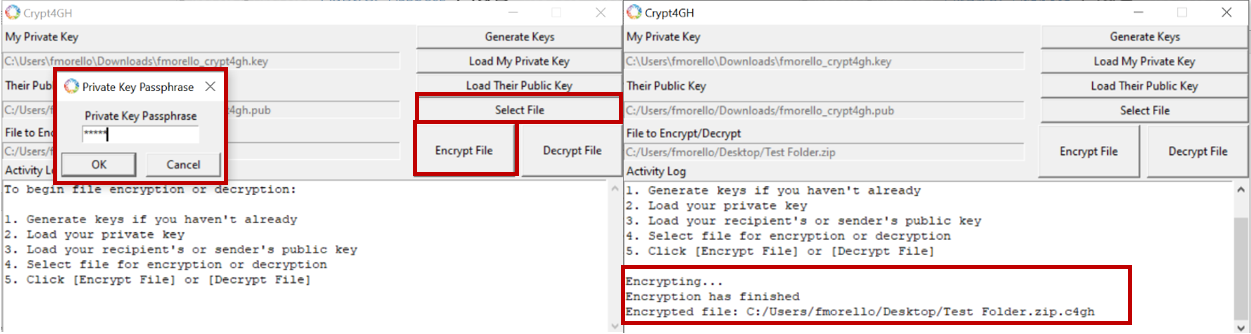 Crypt4GH
My Private Key
Generate Keys
C:\Users\fmorello\Downloads\fmorello_crypt4gh.key
Load My Private Key
Their Public
Load Their Public Key
C:/Users/f
crypt4gh.pub
Select File
File to Enc
C:/Users/f
Encrypt File
Decrypt File
Activity Lo
Private Key Passphrase
Private Key Passphrase
*****
OK
Cancel
To begin file encryption or decryption:
1. Generate keys if you haven't already
2. Load your private key
3. Load your recipient's or sender's public key
4. Select file for encryption or decryption
5. Click [Encrypt File] or [Decrypt File]
Crypt4GH
My Private Key
Generate Keys
C:\Users\fmorello\Downloads\fmorello_crypt4gh.key
Load My Private Key
Their Public Key
Load Their Public Key
C:/Users/fmorello/Downloads/fmorello_crypt4gh.pub
Select File
File to Encrypt/Decrypt
C:/Users/fmorello/Desktop/Test Folder.zip
Encrypt File
Decrypt File
Activity Log
1. Generate keys if you haven't already
2. Load your private key
3. Load your recipient's or sender's public key
4. Select file for encryption or decryption
5. Click [Encrypt File] or [Decrypt File]
Encrypting...
Encryption has finished
Encrypted file: C:/Users/fmorello/Desktop/Test Folder.zip.c4gh